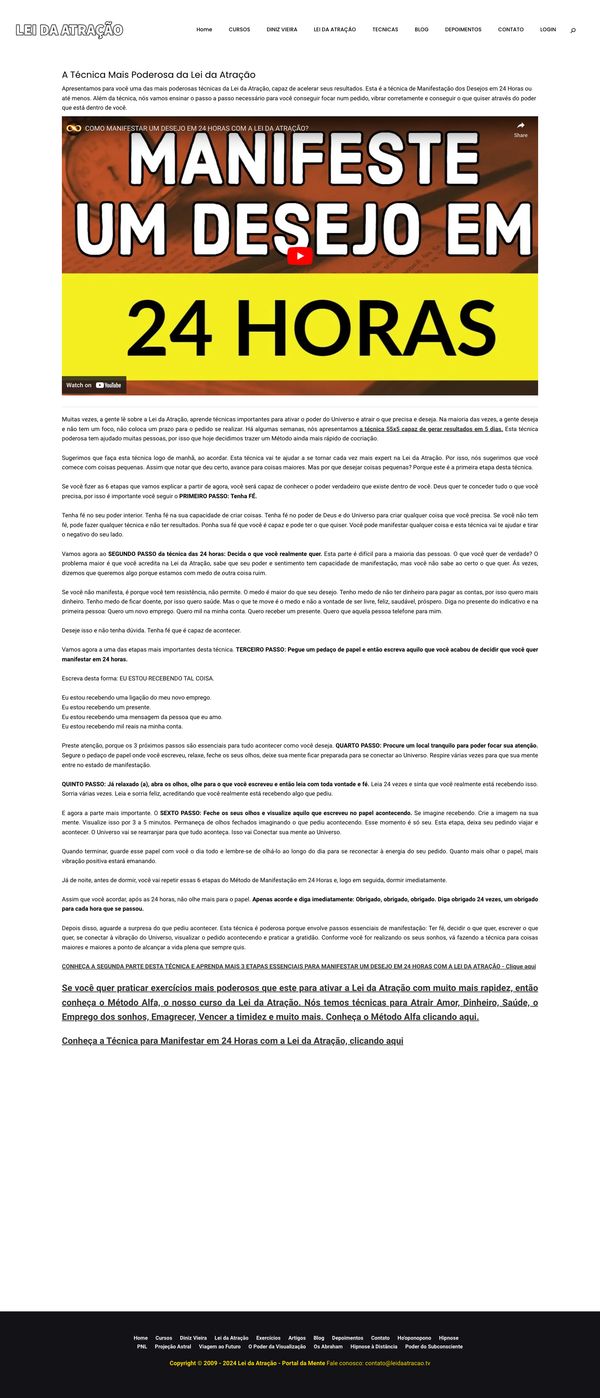 LEI DA ATRAÇÃO
Home CURSOS DINIZ VIEIRA LEI DA ATRAÇÃO TECNICAS BLOG DEPOIMENTOS CONTATO LOGIN
A Técnica Mais Poderosa da Lei da Atração
Apresentamos para você uma das mais poderosas técnicas da Lei da Atração, capaz de acelerar seus resultados. Esta é a técnica de Manifestação dos Desejos em 24 Horas ou
até menos. Além da técnica, nós vamos ensinar o passo a passo necessário para você conseguir focar num pedido, vibrar corretamente e conseguir o que quiser através do poder
que está dentro de você.
COMO MANIFESTAR UM DESEJO EM 24 HORAS COM A LEI DA ATRAÇÃO?
Share
MANIFESTE
UM DESEJO EM
24 HORAS
Watch on YouTube
Muitas vezes, a gente lê sobre a Lei da Atração, aprende técnicas importantes para ativar o poder do Universo e atrair o que precisa e deseja. Na maioria das vezes, a gente deseja
e não tem um foco, não coloca um prazo para o pedido se realizar. Há algumas semanas, nós apresentamos a técnica 55x5 capaz de gerar resultados em 5 dias. Esta técnica
poderosa tem ajudado muitas pessoas, por isso que hoje decidimos trazer um Método ainda mais rápido de cocriação.
Sugerimos que faça esta técnica logo de manhã, ao acordar. Esta técnica vai te ajudar a se tornar cada vez mais expert na Lei da Atração. Por isso, nós sugerimos que você
comece com coisas pequenas. Assim que notar que deu certo, avance para coisas maiores. Mas por que desejar coisas pequenas? Porque este é a primeira etapa desta técnica.
Se você fizer as 6 etapas que vamos explicar a partir de agora, você será capaz de conhecer o poder verdadeiro que existe dentro de você. Deus quer te conceder tudo o que você
precisa, por isso é importante você seguir o PRIMEIRO PASSO: Tenha FÉ.
Tenha fé no seu poder interior. Tenha fé na sua capacidade de criar coisas. Tenha fé no poder de Deus e do Universo para criar qualquer coisa que você precisa. Se você não tem
fé, pode fazer qualquer técnica e não ter resultados. Ponha sua fé que você é capaz e pode ter o que quiser. Você pode manifestar qualquer coisa e esta técnica vai te ajudar e tirar
o negativo do seu lado.
Vamos agora ao SEGUNDO PASSO da técnica das 24 horas: Decida o que você realmente quer. Esta parte é difícil para a maioria das pessoas. O que você quer de verdade? O
problema maior é que você acredita na Lei da Atração, sabe que seu poder e sentimento tem capacidade de manifestação, mas você não sabe ao certo o que quer. Às vezes,
dizemos que queremos algo porque estamos com medo de outra coisa ruim.
Se você não manifesta, é porque você tem resistência, não permite. O medo é maior do que seu desejo. Tenho medo de não ter dinheiro para pagar as contas, por isso quero mais
dinheiro. Tenho medo de ficar doente, por isso quero saúde. Mas o que te move é o medo e não a vontade de ser livre, feliz, saudável, próspero. Diga no presente do indicativo e na
primeira pessoa: Quero um novo emprego. Quero mil na minha conta. Quero receber um presente. Quero que aquela pessoa telefone para mim.
Deseje isso e não tenha dúvida. Tenha fé que é capaz de acontecer.
Vamos agora a uma das etapas mais importantes desta técnica. TERCEIRO PASSO: Pegue um pedaço de papel e então escreva aquilo que você acabou de decidir que você quer
manifestar em 24 horas.
Escreva desta forma: EU ESTOU RECEBENDO TAL COISA.
Eu estou recebendo uma ligação do meu novo emprego.
Eu estou recebendo um presente.
Eu estou recebendo uma mensagem da pessoa que eu amo.
Eu estou recebendo mil reais na minha conta.
Preste atenção, porque os 3 próximos passos são essenciais para tudo acontecer como você deseja. QUARTO PASSO: Procure um local tranquilo para poder focar sua atenção.
Segure o pedaço de papel onde você escreveu, relaxe, feche os seus olhos, deixe sua mente ficar preparada para se conectar ao Universo. Respire várias vezes para que sua mente
entre no estado de manifestação.
QUINTO PASSO: Já relaxado (a), abra os olhos, olhe para o que você escreveu e então leia com toda vontade e fé. Leia 24 vezes e sinta que você realmente está recebendo isso.
Sorria várias vezes. Leia e sorria feliz, acreditando que você realmente está recebendo algo que pediu.
E agora a parte mais importante. O SEXTO PASSO: Feche os seus olhos e visualize aquilo que escreveu no papel acontecendo. Se imagine recebendo. Crie a imagem na sua
mente. Visualize isso por 3 a 5 minutos. Permaneça de olhos fechados imaginando o que pediu acontecendo. Esse momento é só seu. Esta etapa, deixa seu pedindo viajar e
acontecer. O Universo vai se rearranjar para que tudo aconteça. Isso vai Conectar sua mente ao Universo.
Quando terminar, guarde esse papel com você o dia todo e lembre-se de olhá-lo ao longo do dia para se reconectar à energia do seu pedido. Quanto mais olhar o papel, mais
vibração positiva estará emanando.
Já de noite, antes de dormir, você vai repetir essas 6 etapas do Método de Manifestação em 24 Horas e, logo em seguida, dormir imediatamente.
Assim que você acordar, após as 24 horas, não olhe mais para o papel. Apenas acorde e diga imediatamente: Obrigado, obrigado, obrigado. Diga obrigado 24 vezes, um obrigado
para cada hora que se passou.
Depois disso, aguarde a surpresa do que pediu acontecer. Esta técnica é poderosa porque envolve passos essenciais de manifestação: Ter fé, decidir o que quer, escrever o que
quer, se conectar à vibração do Universo, visualizar o pedido acontecendo e praticar a gratidão. Conforme você for realizando os seus sonhos, vá fazendo a técnica para coisas
maiores e maiores a ponto de alcançar a vida plena que sempre quis.
CONHEÇA A SEGUNDA PARTE DESTA TÉCNICA E APRENDA MAIS 3 ETAPAS ESSENCIAIS PARA MANIFESTAR UM DESEJO EM 24 HORAS COM A LEI DA ATRAÇÃO - Clique aqui
Se você quer praticar exercícios mais poderosos que este para ativar a Lei da Atração com muito mais rapidez, então
conheça o Método Alfa, o nosso curso da Lei da Atração. Nós temos técnicas para Atrair Amor, Dinheiro, Saúde, o
Emprego dos sonhos, Emagrecer, Vencer a timidez e muito mais. Conheça o Método Alfa clicando aqui.
Conheça a Técnica para Manifestar em 24 Horas com a Lei da Atração, clicando aqui
Home Cursos Diniz Vieira Lei da Atração Exercícios Artigos Blog Depoimentos Contato Ho'oponopono Hipnose
PNL Projeção Astral Viagem ao Futuro O Poder da Visualização Os Abraham Hipnose à Distância Poder do Subconsciente
Copyright © 2009 - 2024 Lei da Atração - Portal da Mente Fale conosco: contato@leidaatracao.tv